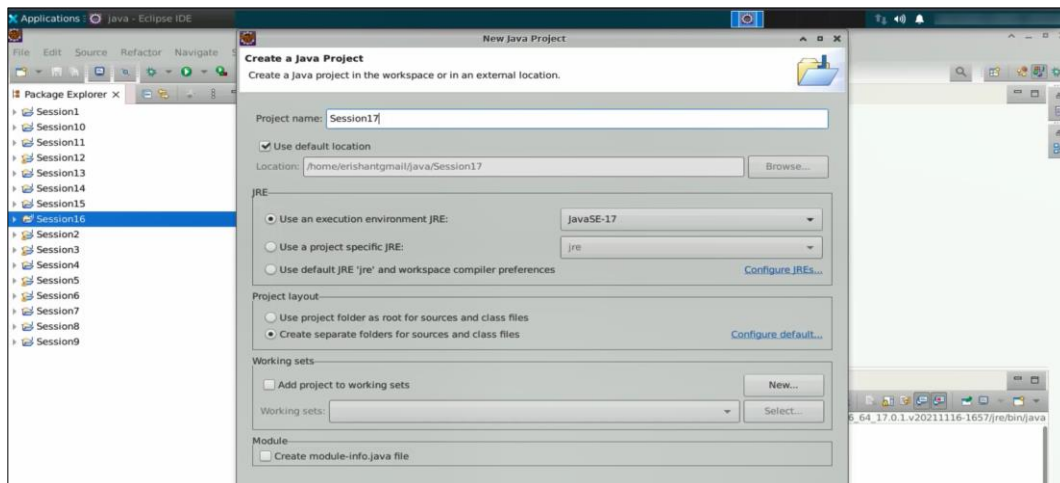 Applications java - Eclipse IDE
New Java Project
File Edit Source Refactor Navigate
Create a Java Project
Create a Java project in the workspace or in an external location.
Package Explorer
Session1
Session10
Session11
Session12
Session13
Session14
Session15
Session16
Session2
Session3
Session4
Session5
Session6
Session7
Session8
Session9
Project name: Session17
Use default location
Location: /home/erishantgmail/java/Session17 Browse...
JRE
Use an execution environment JRE: JavaSE-17
Use a project specific JRE: jre
Use default JRE 'jre' and workspace compiler preferences Configure JREs...
Project layout
Use project folder as root for sources and class files
Create separate folders for sources and class files Configure default...
Working sets
Add project to working sets New...
Working sets: Select...
Module
Create module-info.java file
6_64_17.0.1.v20211116-1657/jre/bin/java